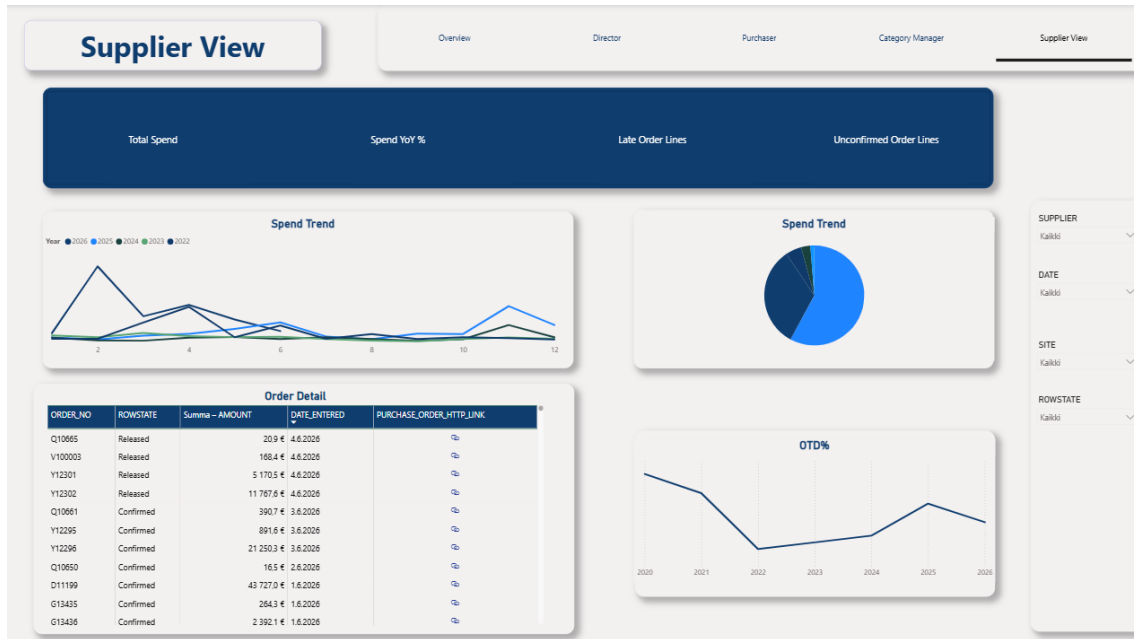 Supplier View
Overview Director Purchaser Category Manager Supplier View
Total Spend Spend YoY % Late Order Lines Unconfirmed Order Lines
Spend Trend
Year 2026 2025 2024 2023 2022
2 4 6 8 10 12
Spend Trend
SUPPLIER
Kaikki
DATE
Kaikki
SITE
Kaikki
ROWSTATE
Kaikki
Order Detail
ORDER_NO ROWSTATE Summa – AMOUNT DATE_ENTERED PURCHASE_ORDER_HTTP_LINK
Q10665 Released 20,9 € 4.6.2026
V100003 Released 168,4 € 4.6.2026
Y12301 Released 5 170,5 € 4.6.2026
Y12302 Released 11 767,6 € 4.6.2026
Q10661 Confirmed 390,7 € 3.6.2026
Y12295 Confirmed 891,6 € 3.6.2026
Y12296 Confirmed 21 250,3 € 3.6.2026
Q10650 Confirmed 16,5 € 2.6.2026
D11199 Confirmed 43 727,0 € 1.6.2026
G13435 Confirmed 264,3 € 1.6.2026
G13436 Confirmed 2 392,1 € 1.6.2026
OTD%
2020 2021 2022 2023 2024 2025 2026